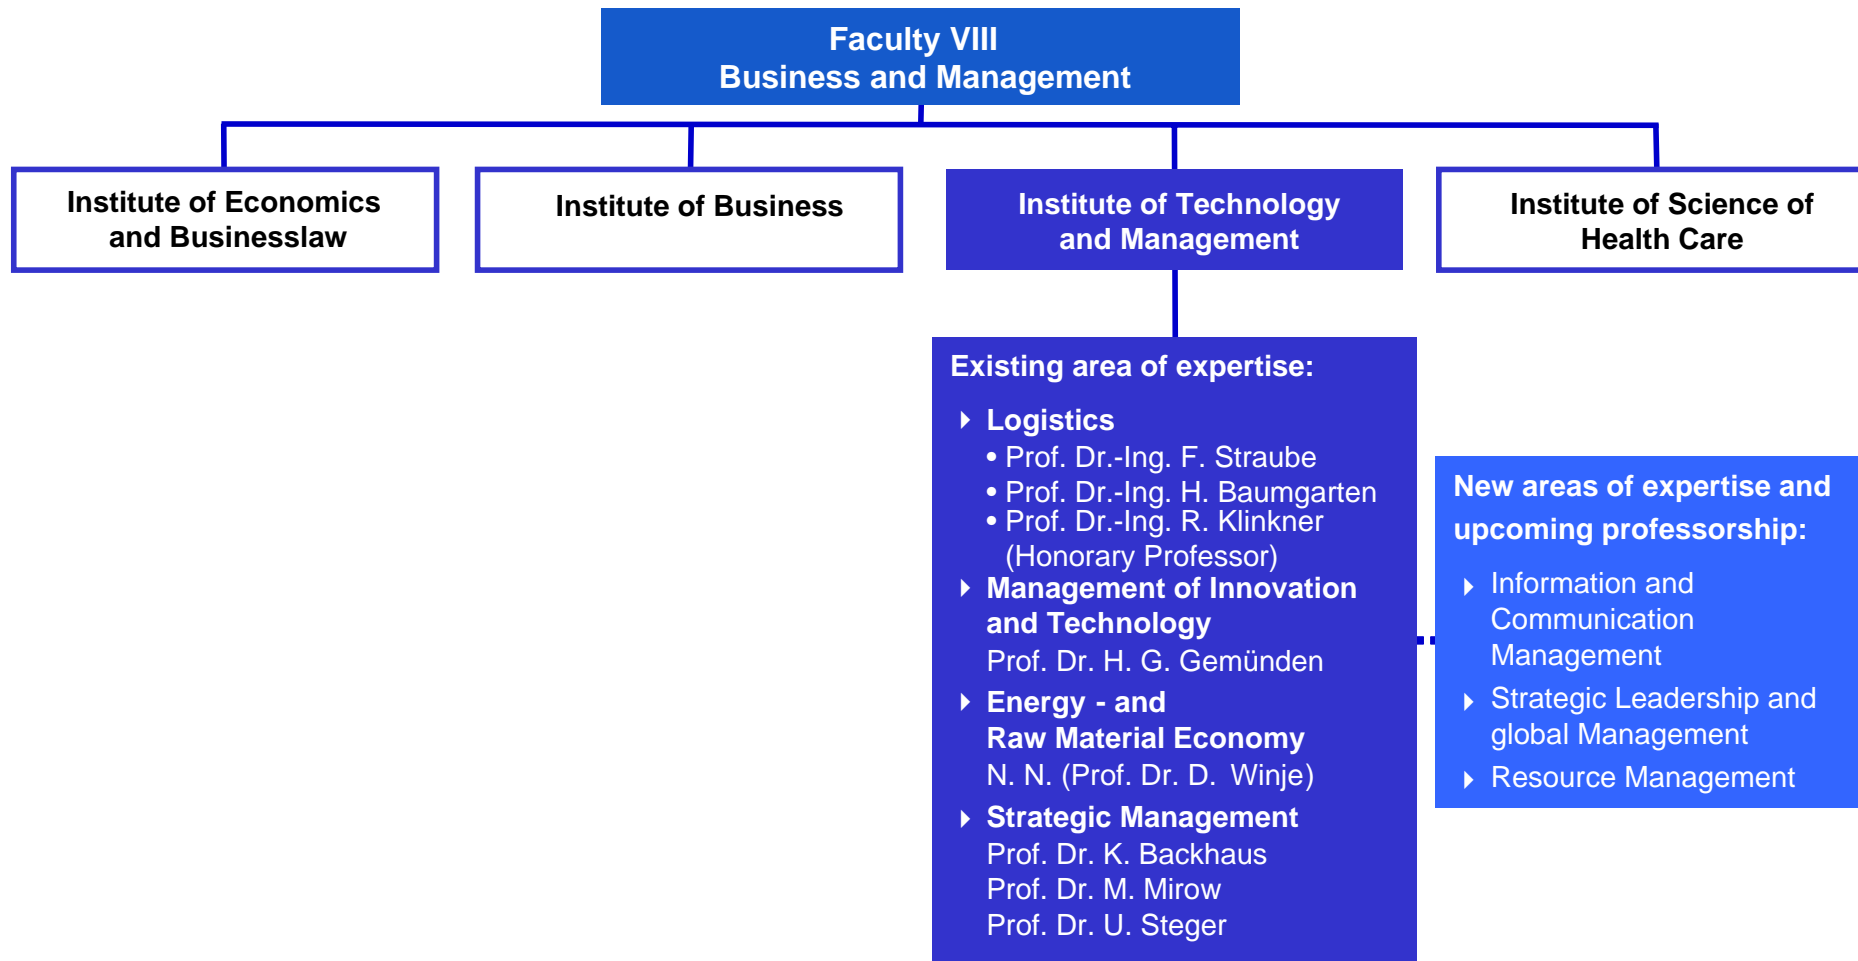 Faculty VIII
Business and Management
Institute of Economics
and Businesslaw
Institute of Business
Institute of Technology
and Management
Institute of Science of
Health Care
Existing area of expertise:
Logistics
• Prof. Dr.-Ing. F. Straube
• Prof. Dr.-Ing. H. Baumgarten
• Prof. Dr.-Ing. R. Klinkner
(Honorary Professor)
Management of Innovation
and Technology
Prof. Dr. H. G. Gemünden
Energy - and
Raw Material Economy
N. N. (Prof. Dr. D. Winje)
Strategic Management
Prof. Dr. K. Backhaus
Prof. Dr. M. Mirow
Prof. Dr. U. Steger
New areas of expertise and
upcoming professorship:
Information and
Communication
Management
Strategic Leadership and
global Management
Resource Management